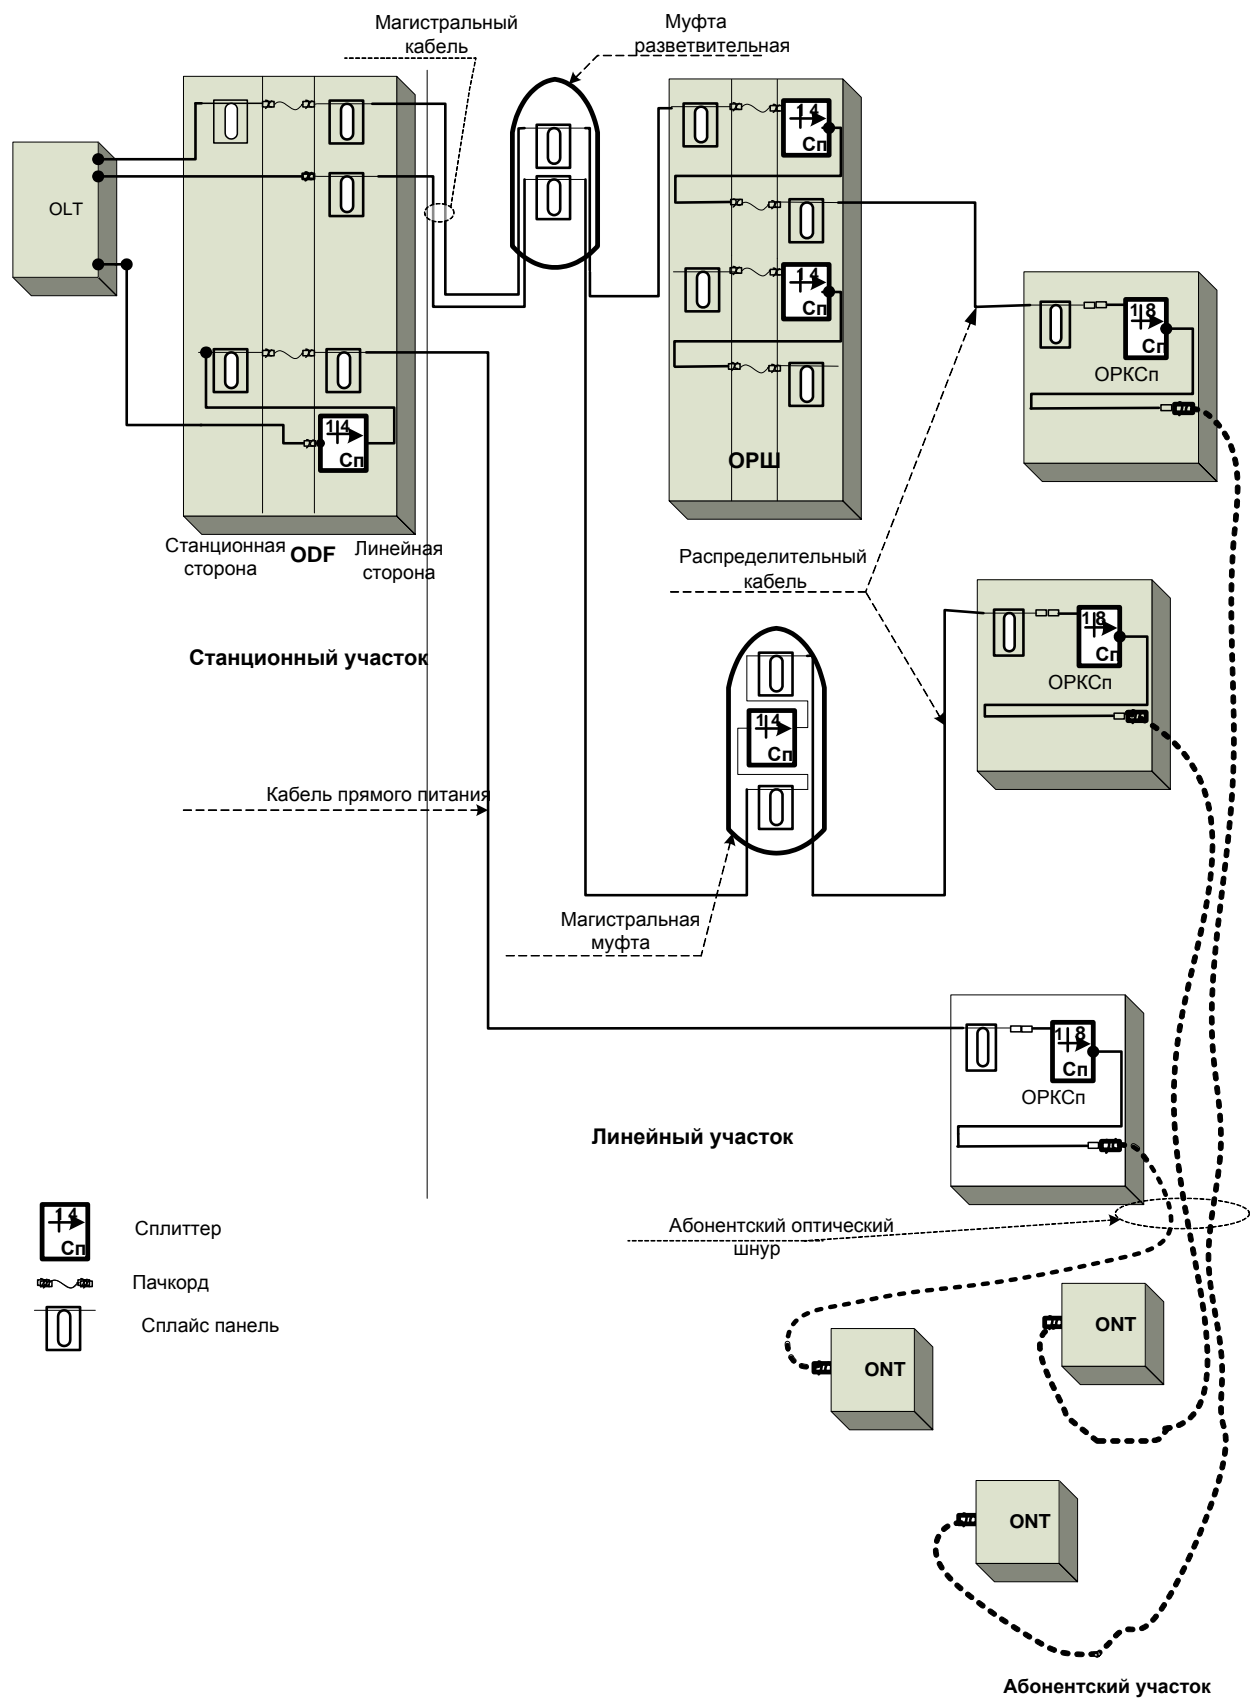 Магистральный
кабель
Муфта
разветвительная
OLT
1 4
Сп
1 4
Сп
1 4
Сп
1 8
Сп
ОРКСп
ОРШ
Станционная
сторона
ODF
Линейная
сторона
Распределительный
кабель
1 8
Сп
ОРКСп
Станционный участок
1 4
Сп
Кабель прямого питания
Магистральная
муфта
1 8
Сп
ОРКСп
Линейный участок
1 4
Сп
Сплиттер
Пачкорд
Сплайс панель
Абонентский оптический
шнур
ONT
ONT
ONT
Абонентский участок